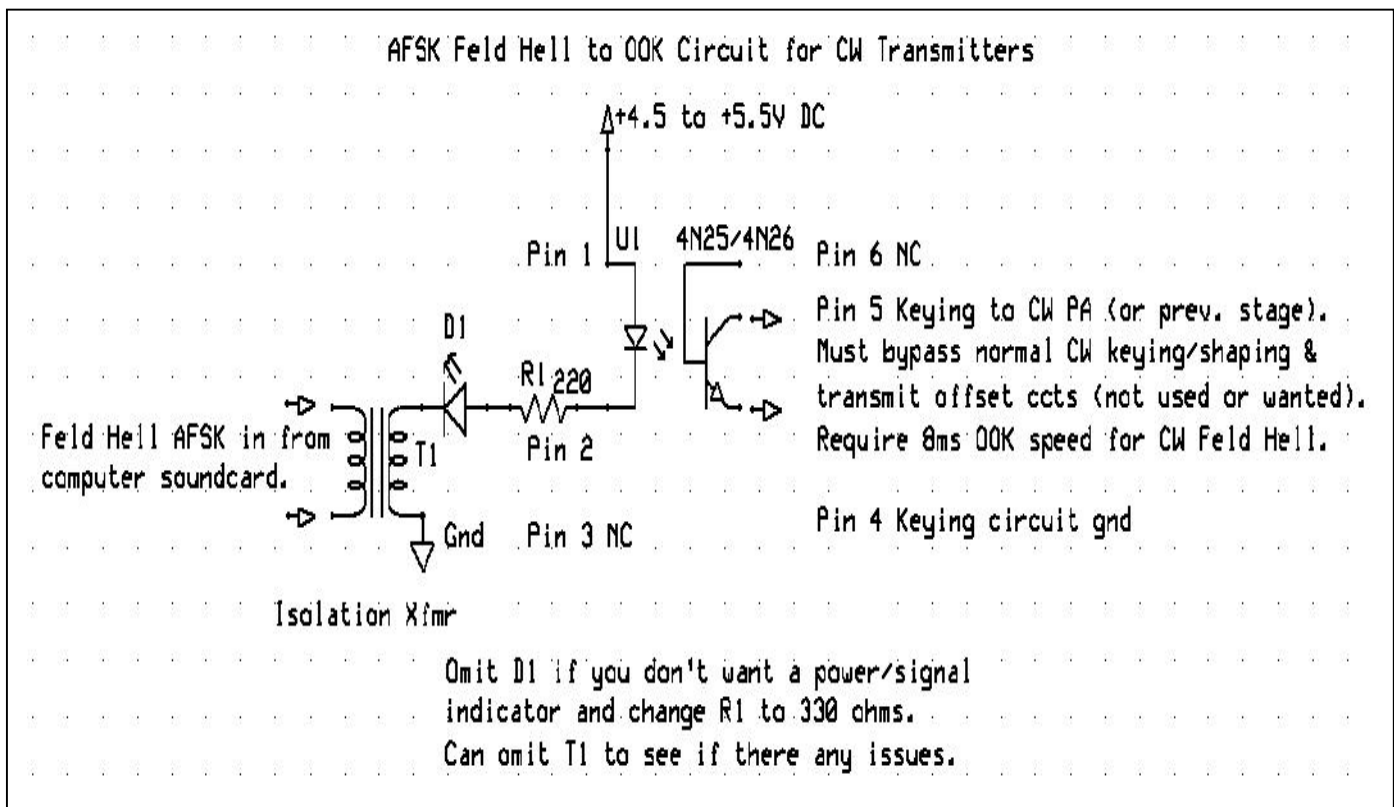 AFSK Feld Hell to OOK Circuit for CW Transmitters
+4.5 to +5.5V DC
Pin 1
U1
4N25/4N26
Pin 6 NC
D1
R1 220
Pin 2
Pin 5 Keying to CW PA (or prev. stage).
Must bypass normal CW keying/shaping &
transmit offset ccts (not used or wanted).
Require 8ms OOK speed for CW Feld Hell.
Feld Hell AFSK in from
computer soundcard.
T1
Gnd
Pin 3 NC
Pin 4 Keying circuit gnd
Isolation Xfmr
Omit D1 if you don't want a power/signal
indicator and change R1 to 330 ohms.
Can omit T1 to see if there any issues.